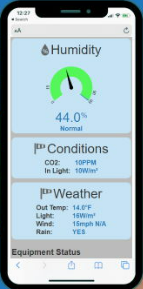 12:27
Search
AA
Humidity
44.0%
Normal
Conditions
CO2: 10PPM
In Light: 10W/m²
Weather
Out Temp: 14.0°F
Light: 16W/m²
Wind: 15mph N/A
Rain: YES
Equipment Status